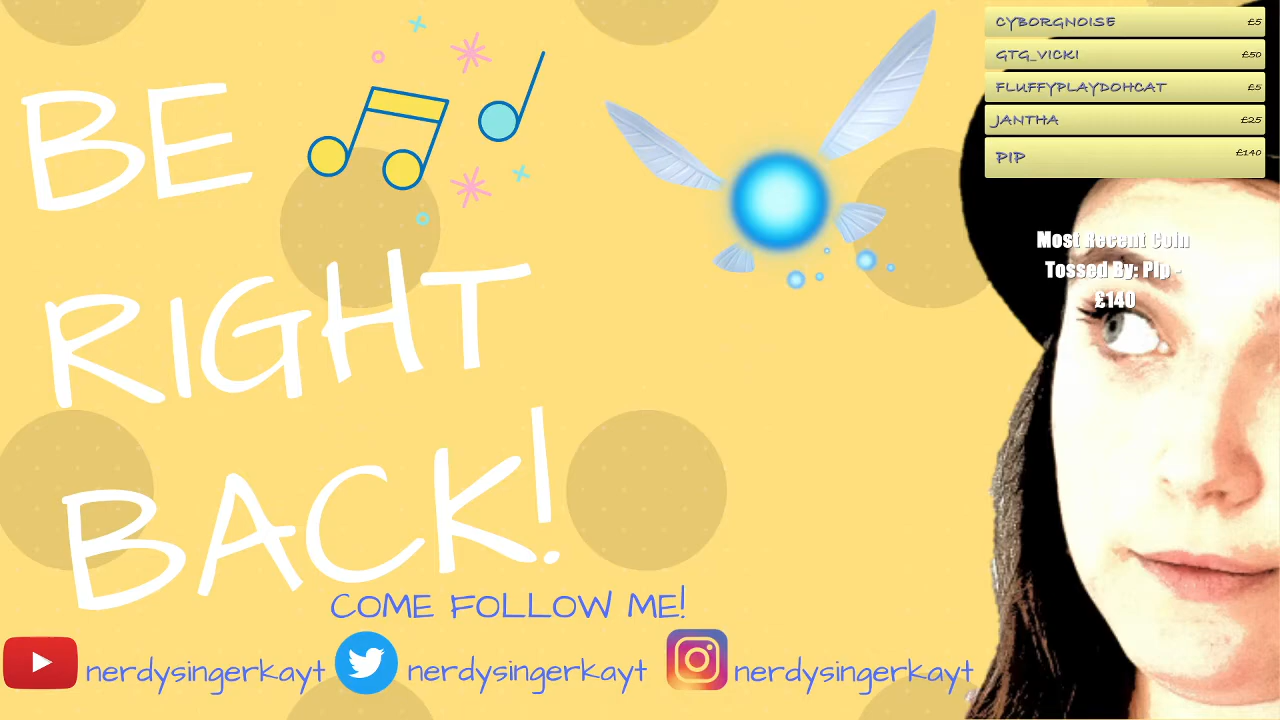 BE
RIGHT
BACK!
COME FOLLOW ME!
nerdysingerkayt nerdysingerkayt nerdysingerkayt
CYBORGNOISE £5
GTG_VICKI £50
FLUFFYPLAYDOHCAT £5
JANTHA £25
PIP £140
Most Recent Coin
Tossed By: Pip -
£140